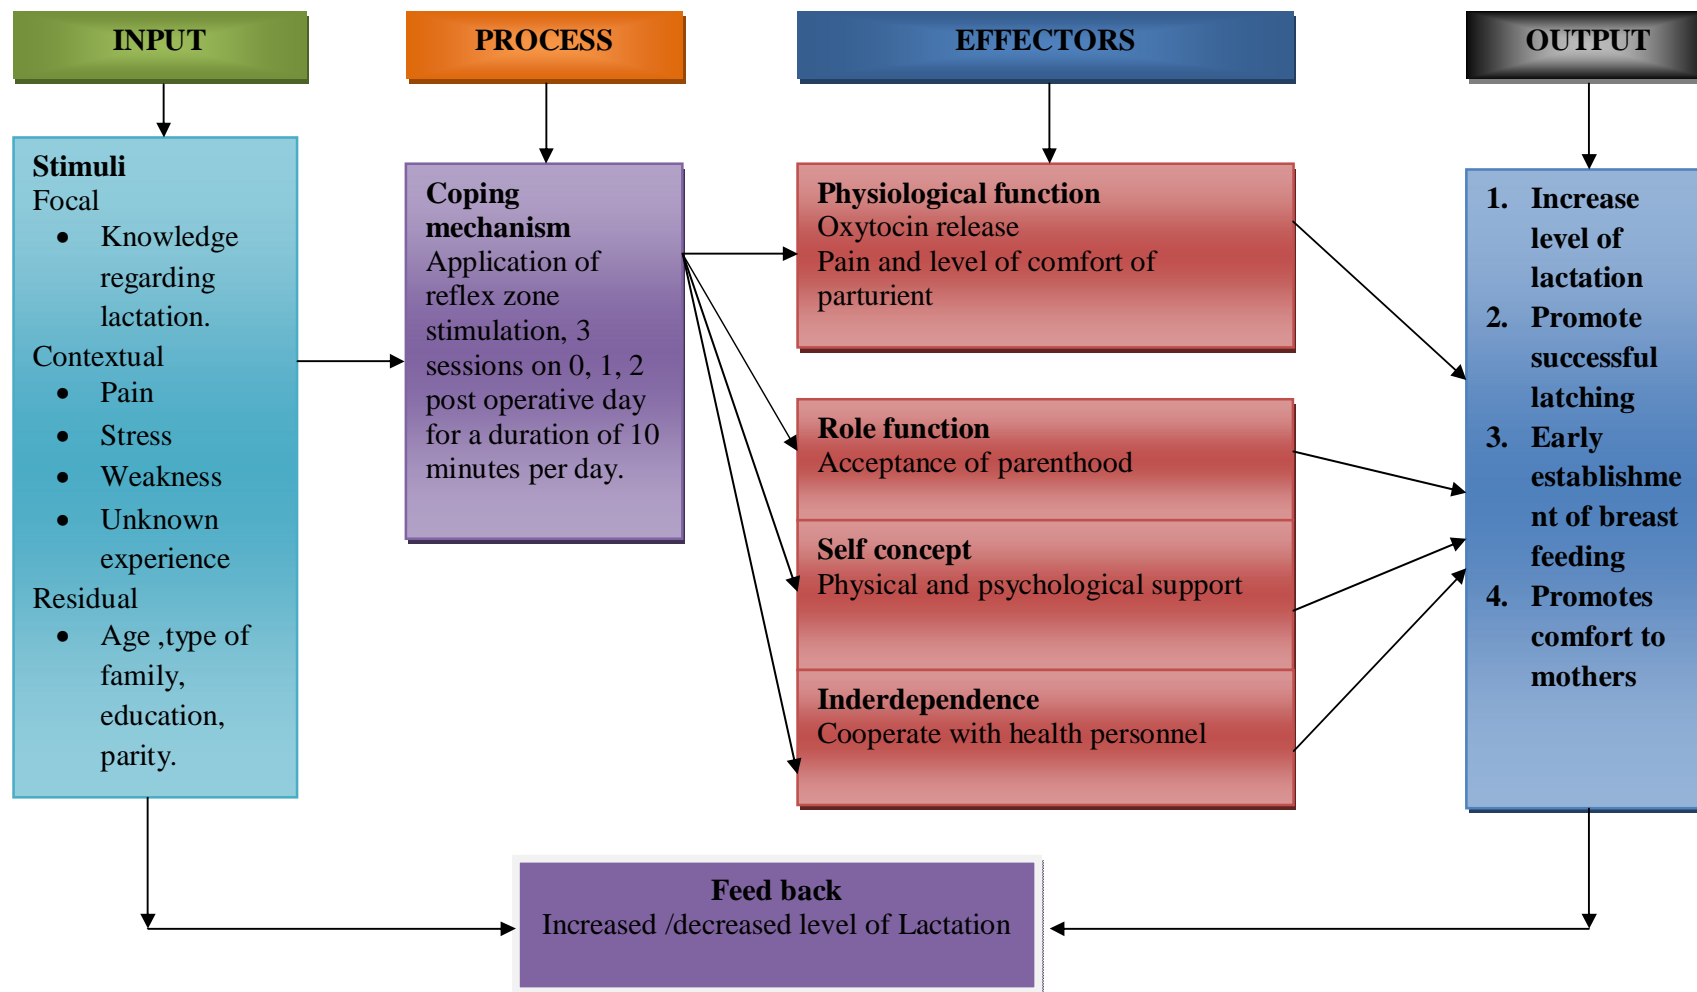 INPUT
PROCESS
EFFECTORS
OUTPUT
Stimuli
Focal
• Knowledge
regarding
lactation.
Contextual
• Pain
• Stress
• Weakness
• Unknown
experience
Residual
• Age ,type of
family,
education,
parity.
Coping
mechanism
Application of
reflex zone
stimulation, 3
sessions on 0, 1, 2
post operative day
for a duration of 10
minutes per day.
Physiological function
Oxytocin release
Pain and level of comfort of
parturient
Role function
Acceptance of parenthood
Self concept
Physical and psychological support
Inderdependence
Cooperate with health personnel
1. Increase
level of
lactation
2. Promote
successful
latching
3. Early
establishme
nt of breast
feeding
4. Promotes
comfort to
mothers
Feed back
Increased /decreased level of Lactation